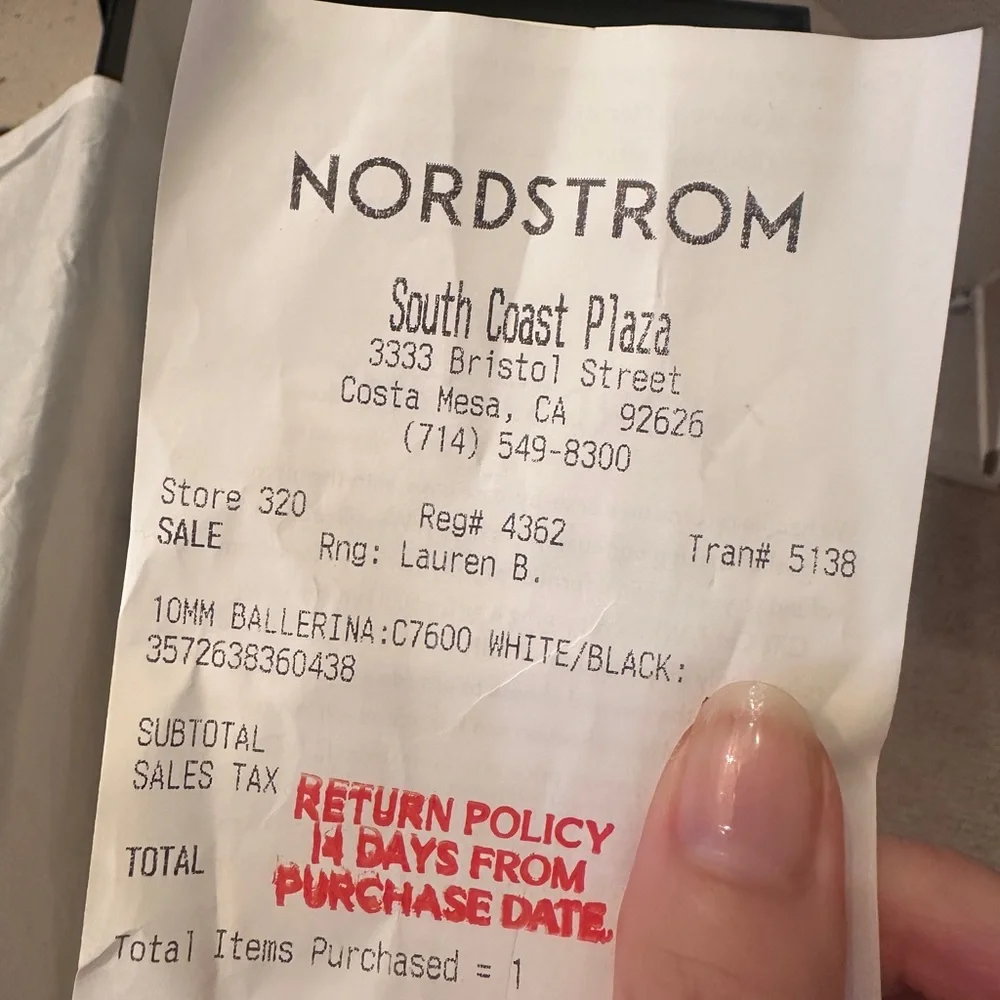 NORDSTROM
South Coast Plaza
3333 Bristol Street
Costa Mesa, CA 92626
(714) 549-8300
Store 320 Reg# 4362 Tran# 5138
SALE Rng: Lauren B.
10MM BALLERINA:C7600 WHITE/BLACK:
3572638360438
SUBTOTAL
SALES TAX
TOTAL
RETURN POLICY
14 DAYS FROM
PURCHASE DATE.
Total Items Purchased = 1